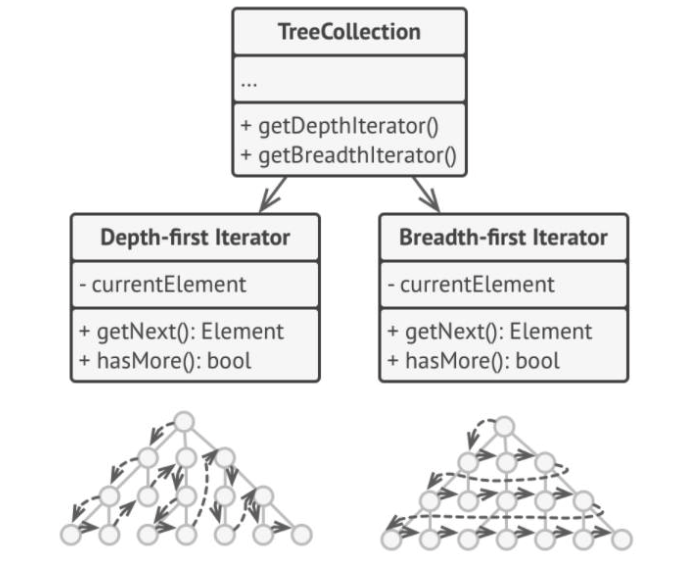 TreeCollection
...
+ getDepthIterator()
+ getBreadthIterator()
Depth-first Iterator
- currentElement
+ getNext(): Element
+ hasMore(): bool
Breadth-first Iterator
- currentElement
+ getNext(): Element
+ hasMore(): bool